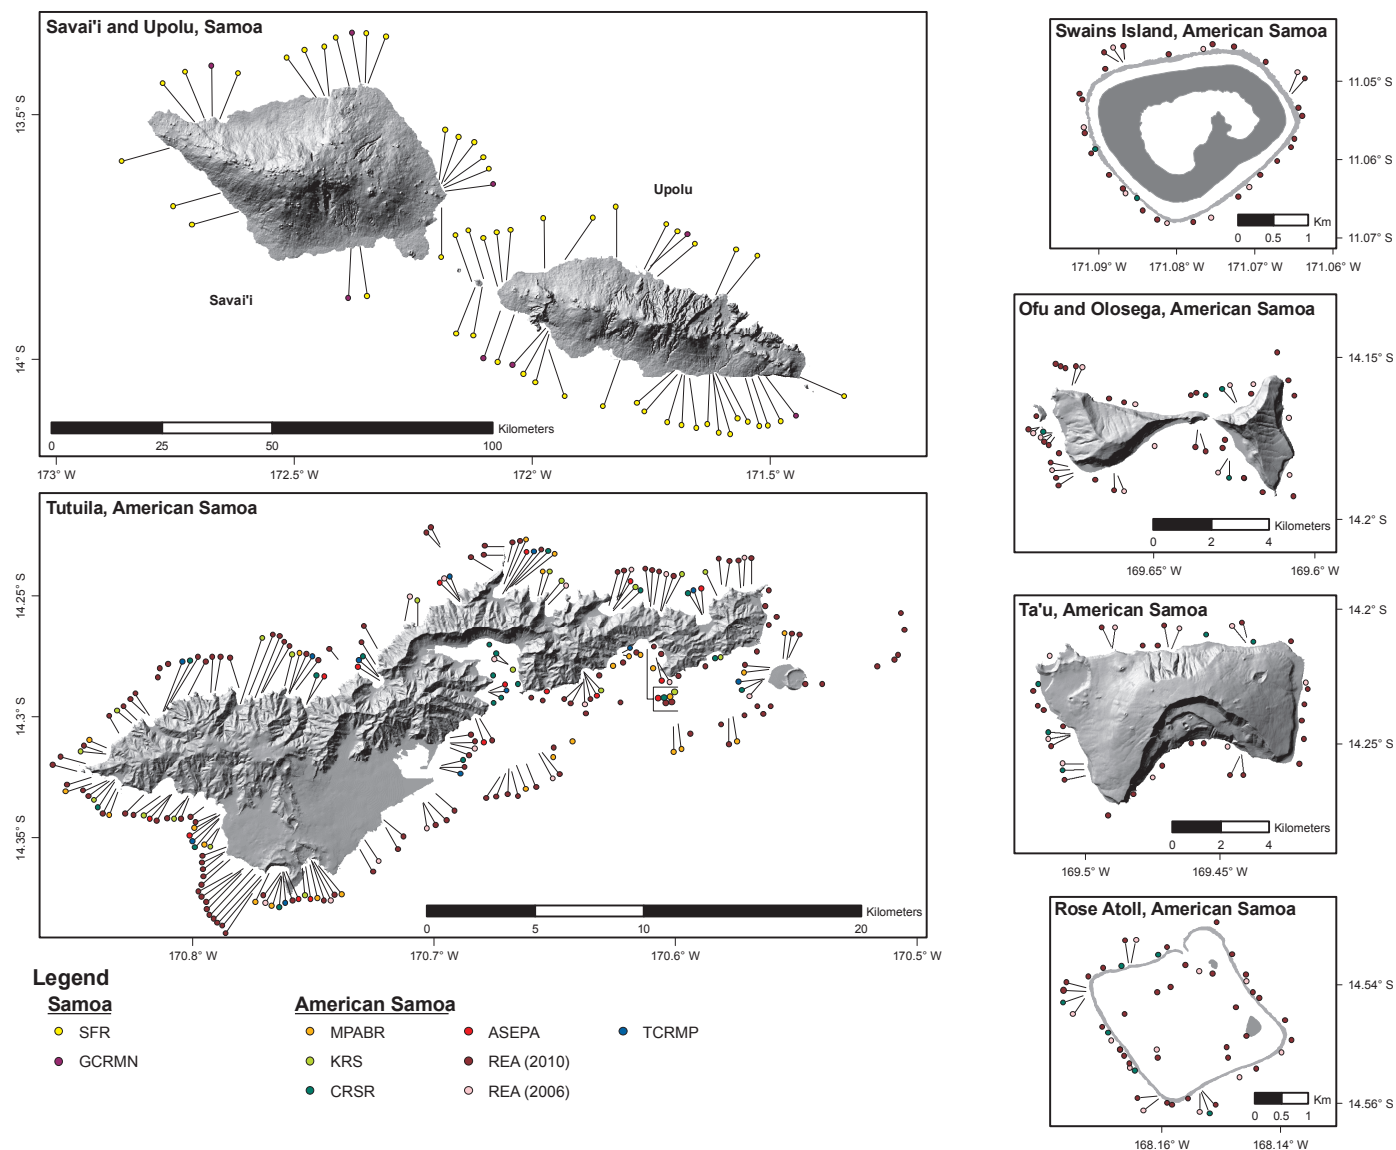 Savai'i and Upolu, Samoa
13.5° S
14° S
Upolu
Savai'i
0 25 50 100 Kilometers
173° W 172.5° W 172° W 171.5° W
Tutuila, American Samoa
14.25° S
14.3° S
14.35° S
0 5 10 20 Kilometers
170.8° W 170.7° W 170.6° W 170.5° W
Swains Island, American Samoa
11.05° S
11.06° S
11.07° S
0 0.5 1 Km
171.09° W 171.08° W 171.07° W 171.06° W
Ofu and Olosega, American Samoa
14.15° S
14.2° S
0 2 4 Kilometers
169.65° W 169.6° W
Ta'u, American Samoa
14.2° S
14.25° S
0 2 4 Kilometers
169.5° W 169.45° W
Rose Atoll, American Samoa
14.54° S
14.56° S
0 0.5 1 Km
168.16° W 168.14° W
Legend
Samoa
SFR
GCRMN
American Samoa
MPABR
KRS
CRSR
ASEPA
REA (2010)
REA (2006)
TCRMP